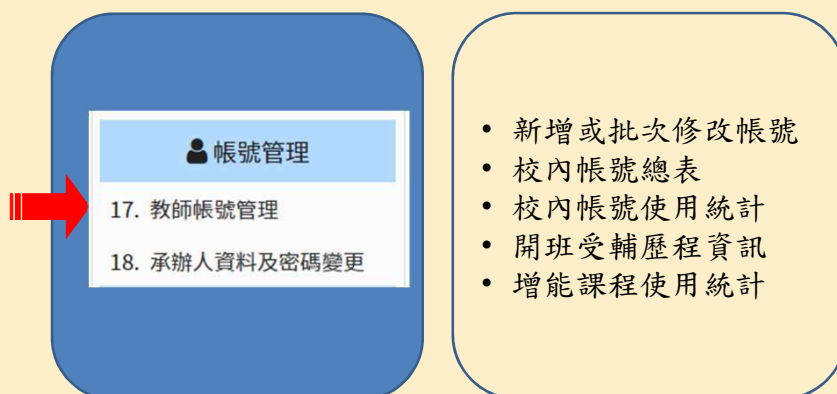 帳號管理
17. 教師帳號管理
18. 承辦人資料及密碼變更
• 新增或批次修改帳號
• 校內帳號總表
• 校內帳號使用統計
• 開班受輔歷程資訊
• 增能課程使用統計